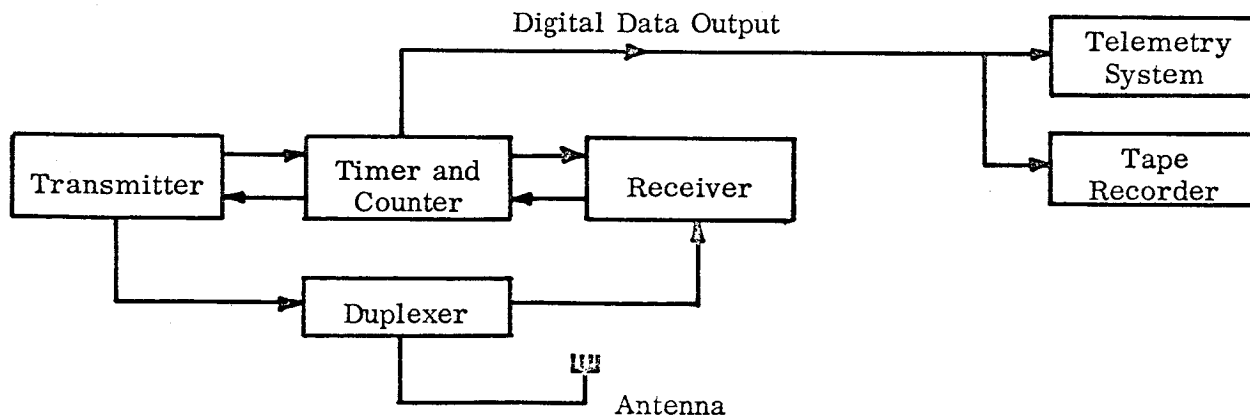 Digital Data Output
Telemetry
System
Transmitter
Timer and
Counter
Receiver
Tape
Recorder
Duplexer
Antenna